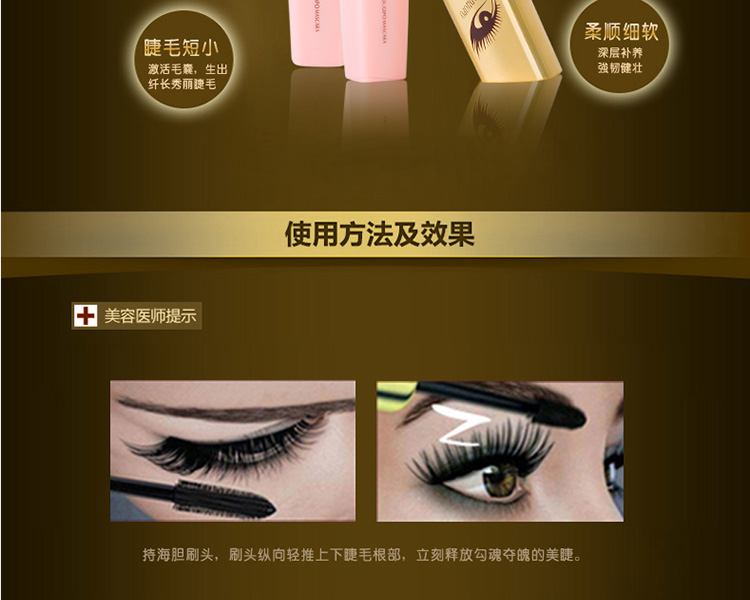 睫毛短小
激活毛囊，生出
纤长秀丽睫毛
柔顺细软
深层补养
强韧健壮
使用方法及效果
美容医师提示
持海胆刷头，刷头纵向轻推上下睫毛根部，立刻释放勾魂夺魄的美睫。